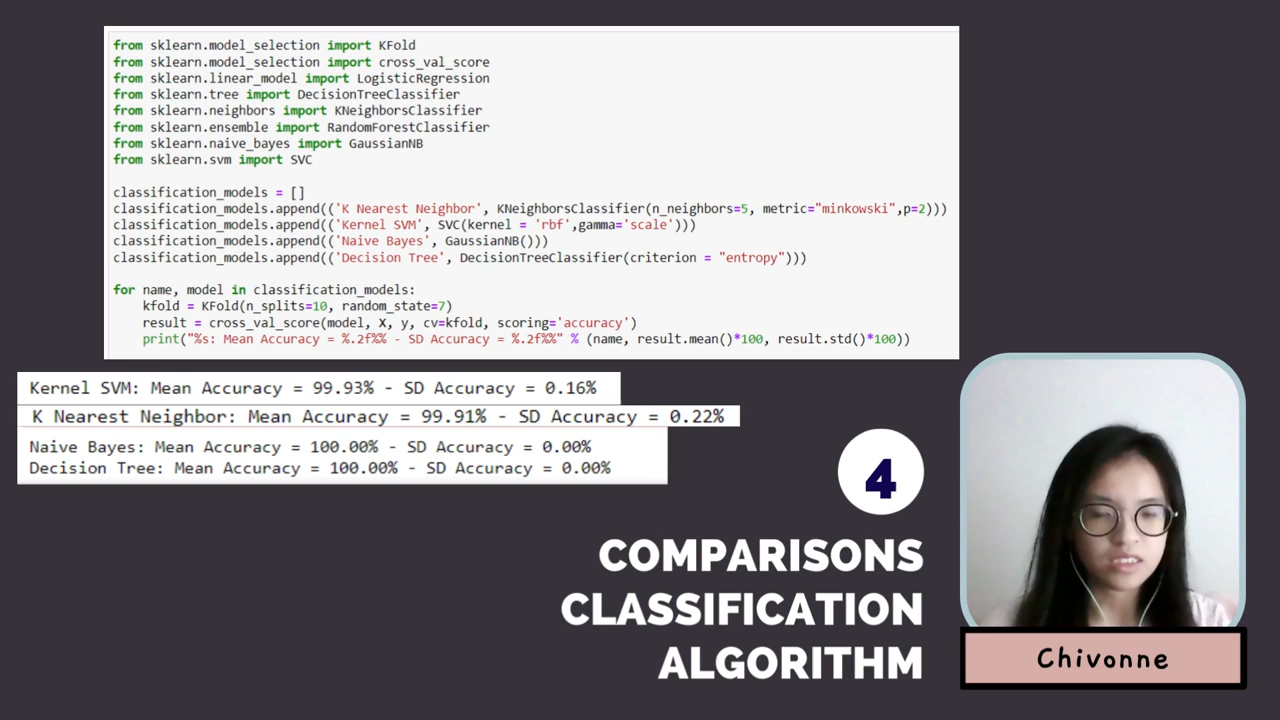 from sklearn.model_selection import KFold
from sklearn.model_selection import cross_val_score
from sklearn.linear_model import LogisticRegression
from sklearn.tree import DecisionTreeClassifier
from sklearn.neighbors import KNeighborsClassifier
from sklearn.ensemble import RandomForestClassifier
from sklearn.naive_bayes import GaussianNB
from sklearn.svm import SVC
classification_models = []
classification_models.append(('K Nearest Neighbor', KNeighborsClassifier(n_neighbors=5, metric="minkowski",p=2)))
classification_models.append(('Kernel SVM', SVC(kernel = 'rbf',gamma='scale')))
classification_models.append(('Naive Bayes', GaussianNB()))
classification_models.append(('Decision Tree', DecisionTreeClassifier(criterion = "entropy")))
for name, model in classification_models:
    kfold = KFold(n_splits=10, random_state=7)
    result = cross_val_score(model, X, y, cv=kfold, scoring='accuracy')
    print("%s: Mean Accuracy = %.2f%% - SD Accuracy = %.2f%%" % (name, result.mean()*100, result.std()*100))
Kernel SVM: Mean Accuracy = 99.93% - SD Accuracy = 0.16%
K Nearest Neighbor: Mean Accuracy = 99.91% - SD Accuracy = 0.22%
Naive Bayes: Mean Accuracy = 100.00% - SD Accuracy = 0.00%
Decision Tree: Mean Accuracy = 100.00% - SD Accuracy = 0.00%
4
COMPARISONS
CLASSIFICATION
ALGORITHM
Chivonne